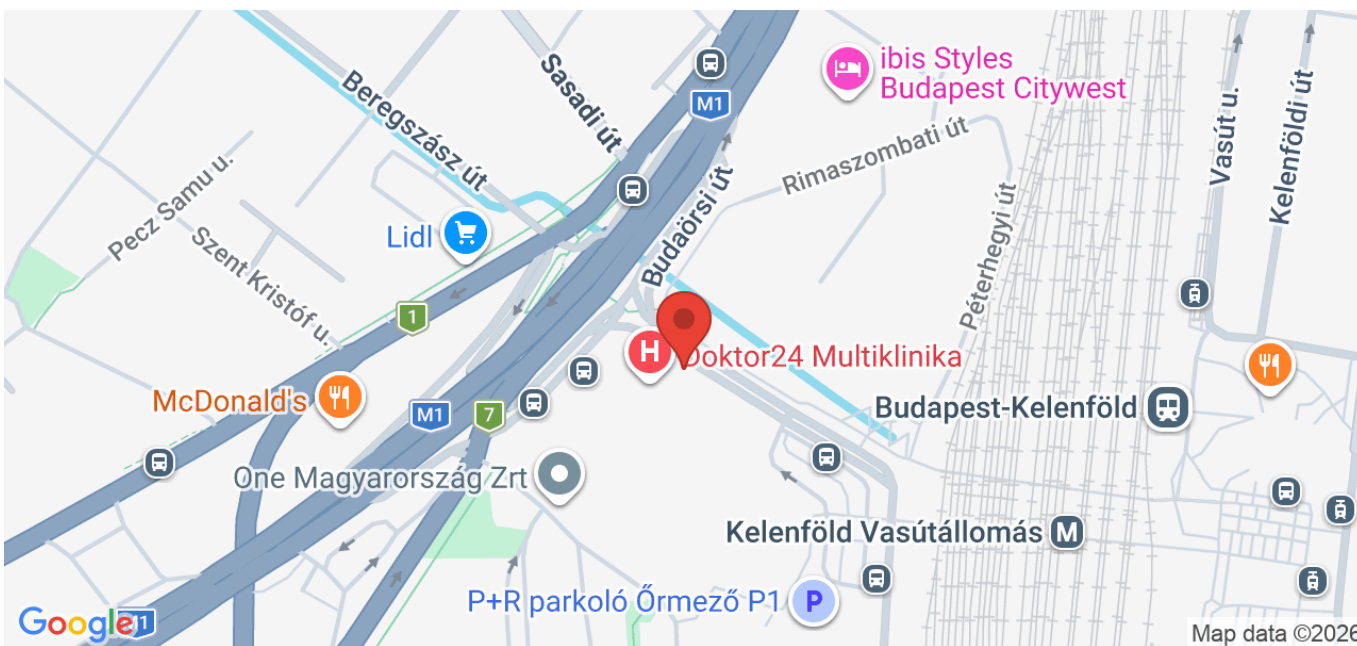 ibis Styles
Budapest Citywest
M1
Sasadi út
Beregszász út
Vasút u.
Kelenföldi út
Rimaszombati út
Pecz Samu u.
Budaörsi út
Péterhegyi út
Lidl
Szent Kristóf u.
1
H
Doktor24 Multiklinika
McDonald's
M1
7
Budapest-Kelenföld
One Magyarország Zrt
Kelenföld Vasútállomás
M
P+R parkoló Őrmező P1
P
Google
Map data ©2026